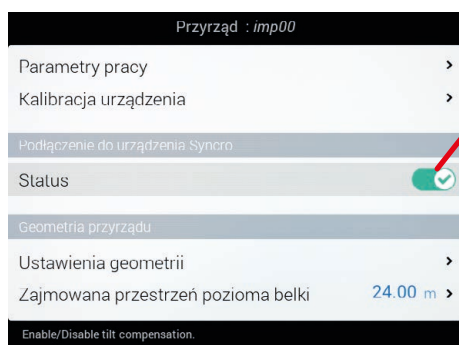 Przyrząd : imp00
Parametry pracy
Kalibracja urządzenia
Podłączenie do urządzenia Syncro
Status
Geometria przyrządu
Ustawienia geometrii
Zajmowana przestrzeń pozioma belki 24.00 m
Enable/Disable tilt compensation.